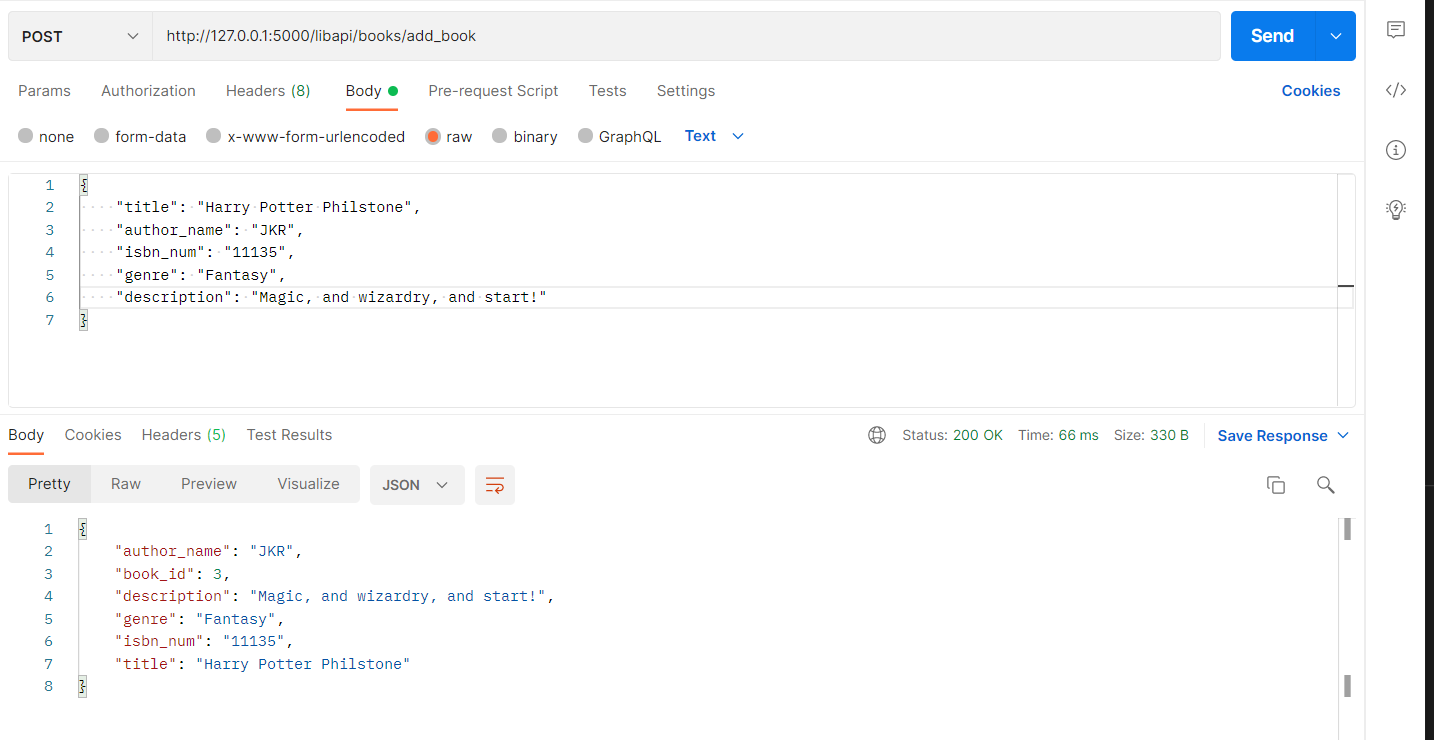 POST http://127.0.0.1:5000/libapi/books/add_book Send
Params Authorization Headers (8) Body Pre-request Script Tests Settings Cookies
none form-data x-www-form-urlencoded raw binary GraphQL Text
1 {
2 "title": "Harry Potter Philstone",
3 "author_name": "JKR",
4 "isbn_num": "11135",
5 "genre": "Fantasy",
6 "description": "Magic, and wizardry, and start!"
7 }
Body Cookies Headers (5) Test Results Status: 200 OK Time: 66 ms Size: 330 B Save Response
Pretty Raw Preview Visualize JSON
1 {
2 "author_name": "JKR",
3 "book_id": 3,
4 "description": "Magic, and wizardry, and start!",
5 "genre": "Fantasy",
6 "isbn_num": "11135",
7 "title": "Harry Potter Philstone"
8 }